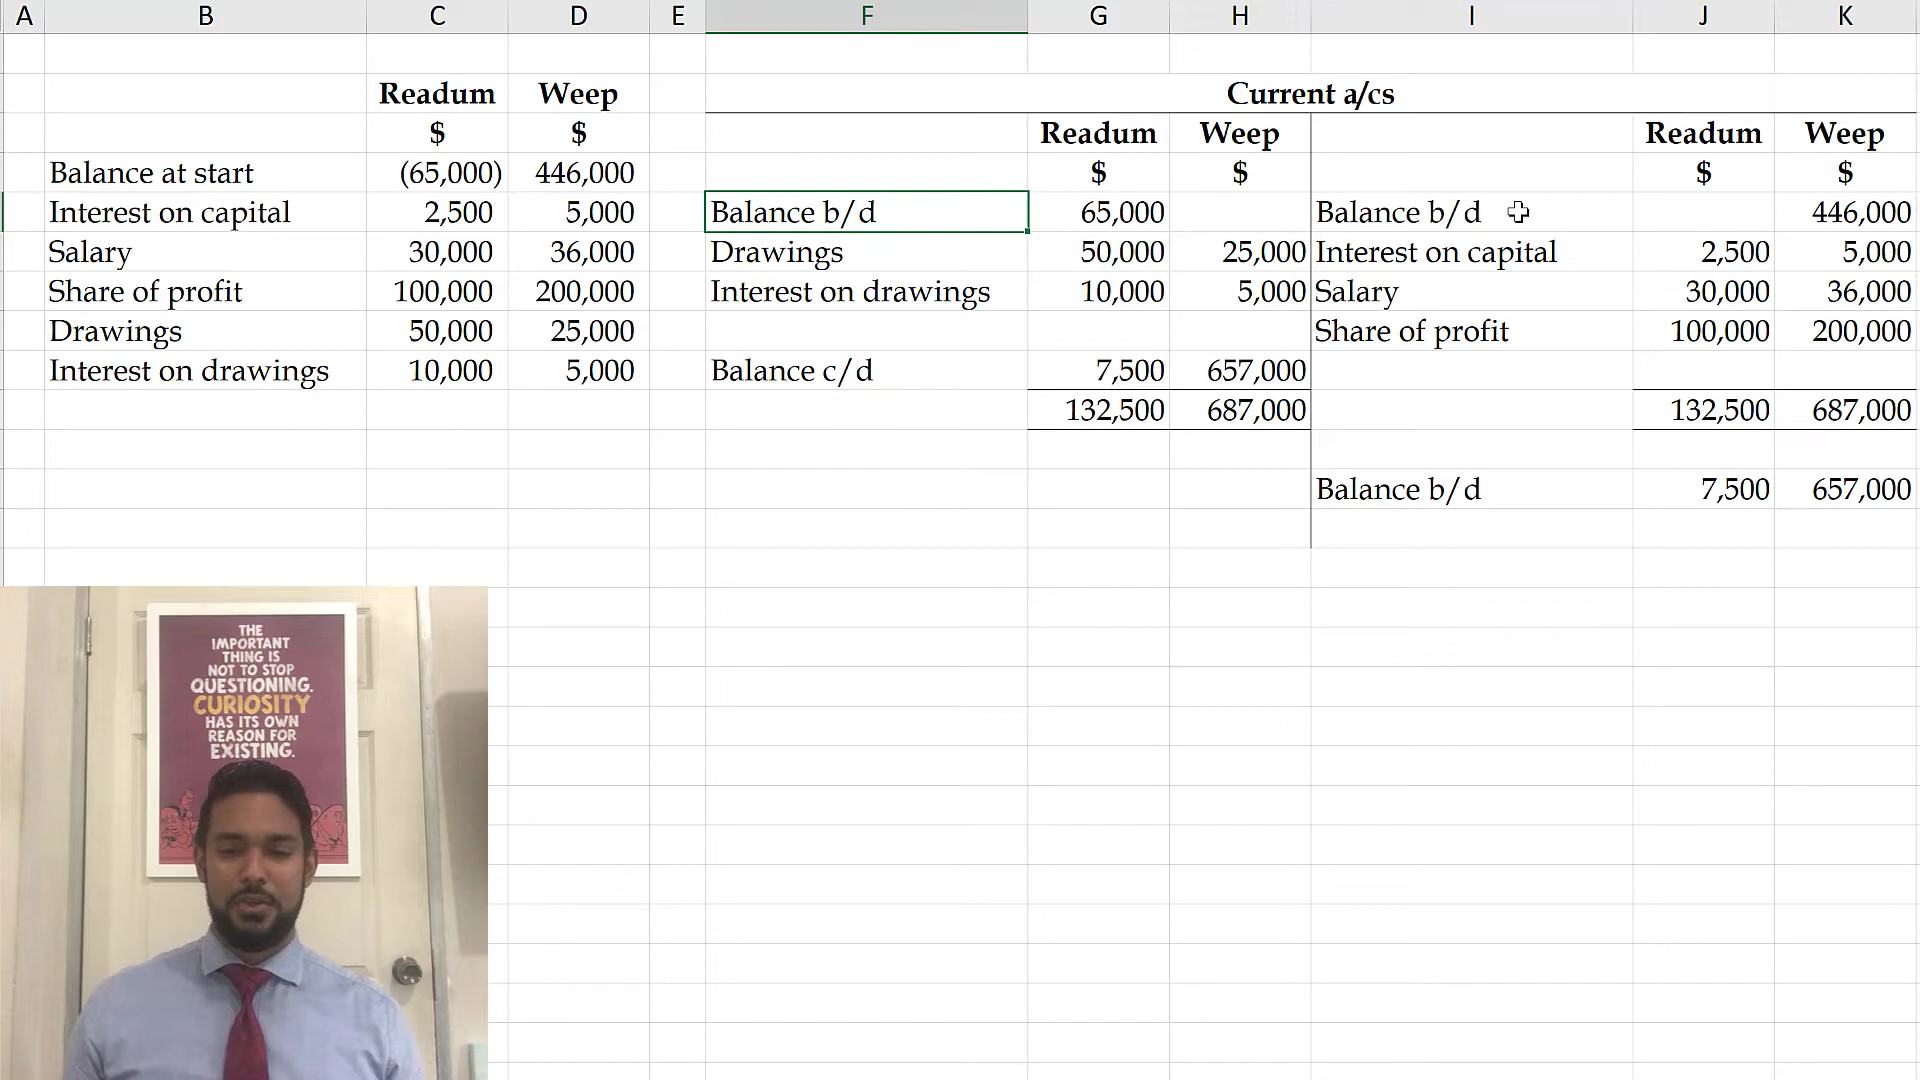 A B C D E F G H I J K
Readum Weep
$ $
Balance at start (65,000) 446,000
Interest on capital 2,500 5,000
Salary 30,000 36,000
Share of profit 100,000 200,000
Drawings 50,000 25,000
Interest on drawings 10,000 5,000
Current a/cs
Readum Weep Readum Weep
$ $ $ $
Balance b/d 65,000 Balance b/d 446,000
Drawings 50,000 25,000 Interest on capital 2,500 5,000
Interest on drawings 10,000 5,000 Salary 30,000 36,000
Share of profit 100,000 200,000
Balance c/d 7,500 657,000
132,500 687,000 132,500 687,000
Balance b/d 7,500 657,000
THE
IMPORTANT
THING IS
NOT TO STOP
QUESTIONING.
CURIOSITY
HAS ITS OWN
REASON FOR
EXISTING.